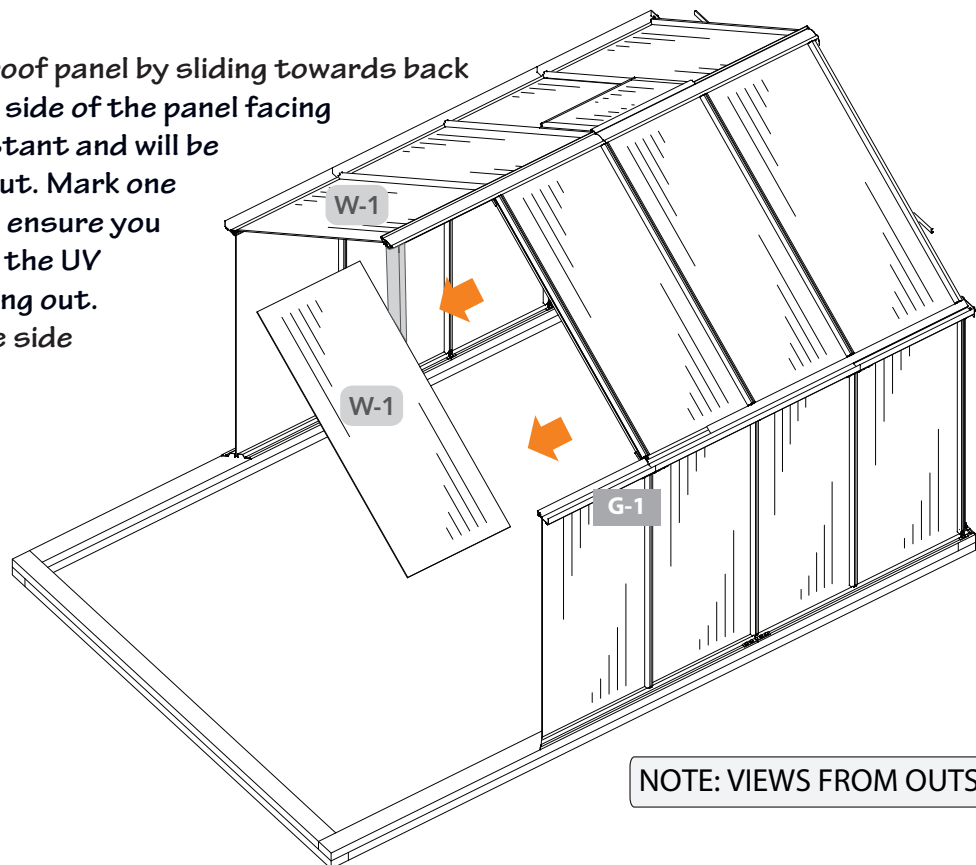 oof panel by sliding towards back
side of the panel facing
stant and will be
ut. Mark one
ensure you
the UV
ng out.
side
W-1
W-1
G-1
NOTE: VIEWS FROM OUTS